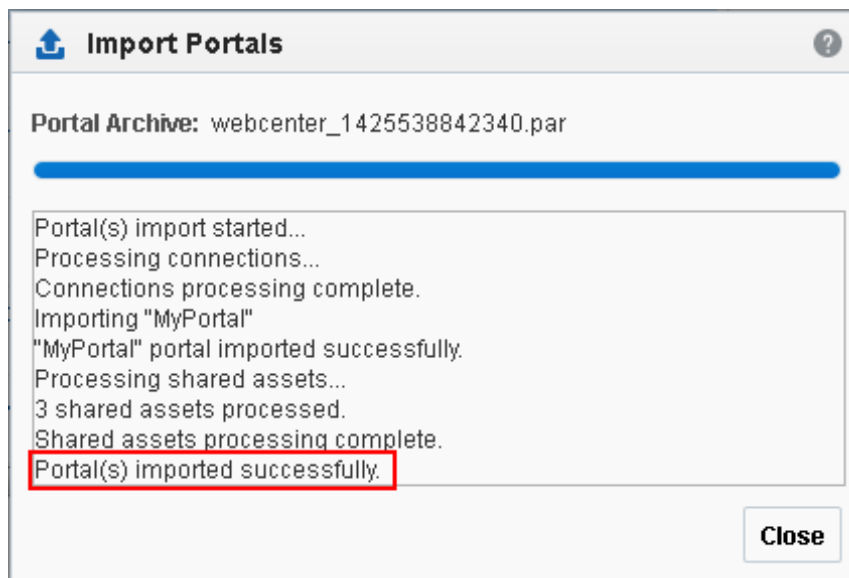 Import Portals
Portal Archive: webcenter_1425538842340.par
Portal(s) import started...
Processing connections...
Connections processing complete.
Importing "MyPortal"
"MyPortal" portal imported successfully.
Processing shared assets...
3 shared assets processed.
Shared assets processing complete.
Portal(s) imported successfully.
Close